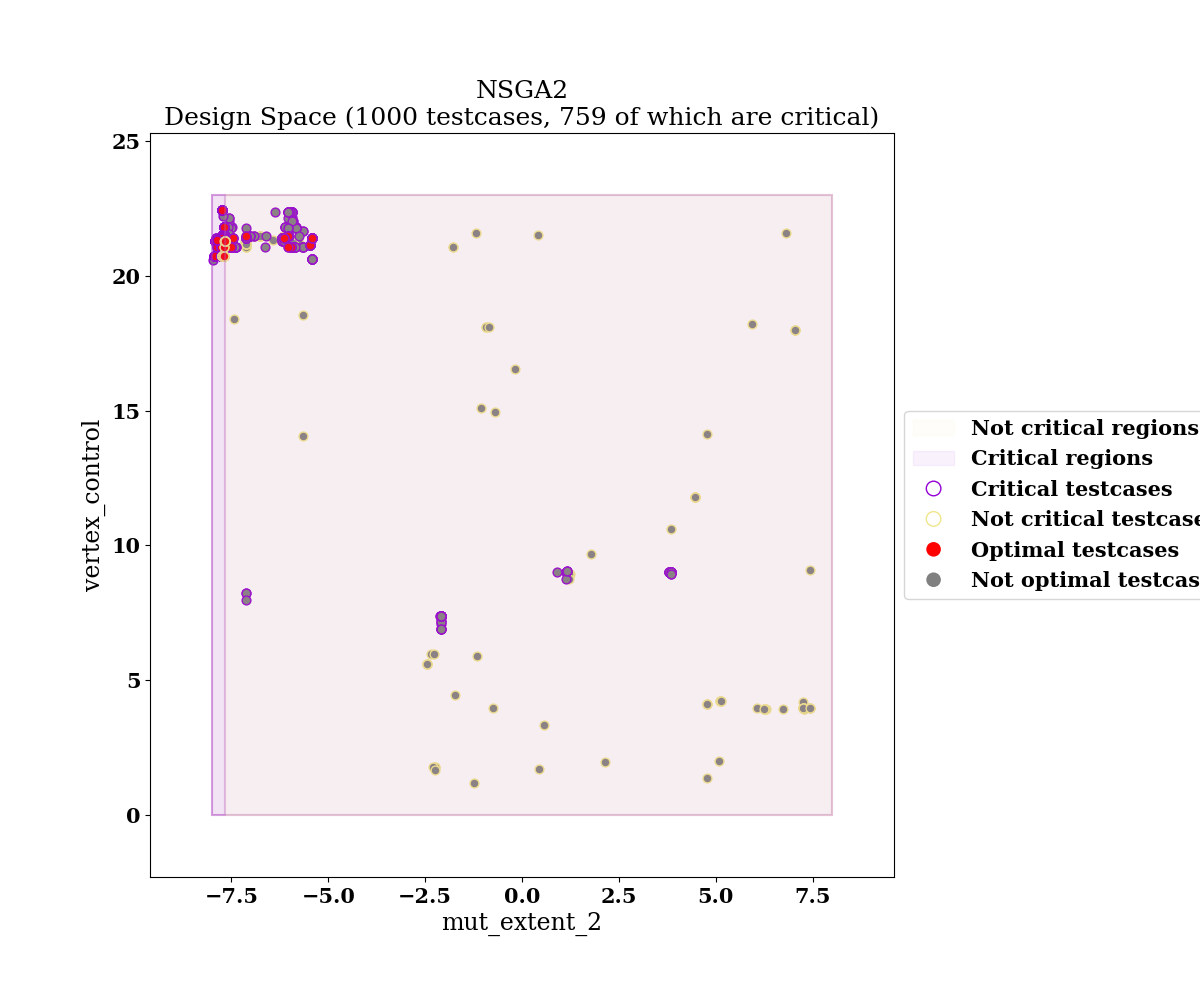 NSGA2
Design Space (1000 testcases, 759 of which are critical)
25
20
15
10
5
0
vertex_control
−7.5
−5.0
−2.5
0.0
2.5
5.0
7.5
mut_extent_2
Not critical regions
Critical regions
Critical testcases
Not critical testcase
Optimal testcases
Not optimal testcas